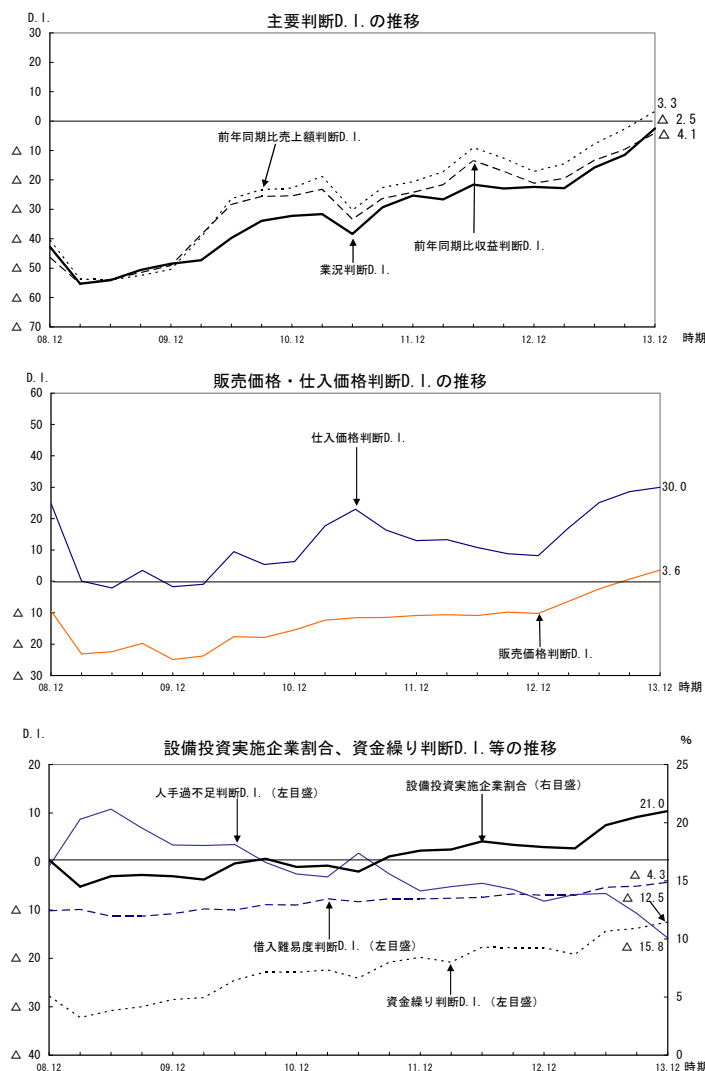 D.I.
主要判断D.I.の推移
30
20
10
0
△ 10
△ 20
△ 30
△ 40
△ 50
△ 60
△ 70
前年同期比売上額判断D.I.
前年同期比収益判断D.I.
業況判断D.I.
3.3
△ 2.5
△ 4.1
08.12 09.12 10.12 11.12 12.12 13.12 時期
D.I.
販売価格・仕入価格判断D.I.の推移
60
50
40
30
20
10
0
△ 10
△ 20
△ 30
仕入価格判断D.I.
販売価格判断D.I.
30.0
3.6
08.12 09.12 10.12 11.12 12.12 13.12 時期
D.I.
設備投資実施企業割合、資金繰り判断D.I.等の推移
%
20
10
0
△ 10
△ 20
△ 30
△ 40
25
20
15
10
5
0
人手過不足判断D.I.（左目盛）
設備投資実施企業割合（右目盛）
借入難易度判断D.I.（左目盛）
資金繰り判断D.I.（左目盛）
21.0
△ 4.3
△ 12.5
△ 15.8
08.12 09.12 10.12 11.12 12.12 13.12 時期